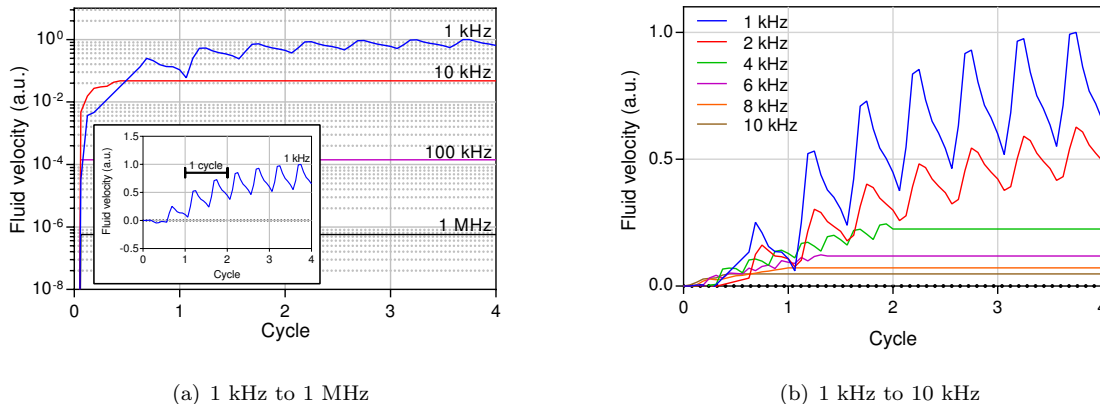 10⁰
10⁻²
10⁻⁴
10⁻⁶
10⁻⁸
Fluid velocity (a.u.)
1 kHz
10 kHz
100 kHz
1 MHz
1.5
1.0
0.5
0.0
-0.5
Fluid velocity (a.u.)
1 cycle
1 kHz
0 1 2 3 4
Cycle
0 1 2 3 4
Cycle
(a) 1 kHz to 1 MHz
1.0
0.5
0.0
Fluid velocity (a.u.)
1 kHz
2 kHz
4 kHz
6 kHz
8 kHz
10 kHz
0 1 2 3 4
Cycle
(b) 1 kHz to 10 kHz